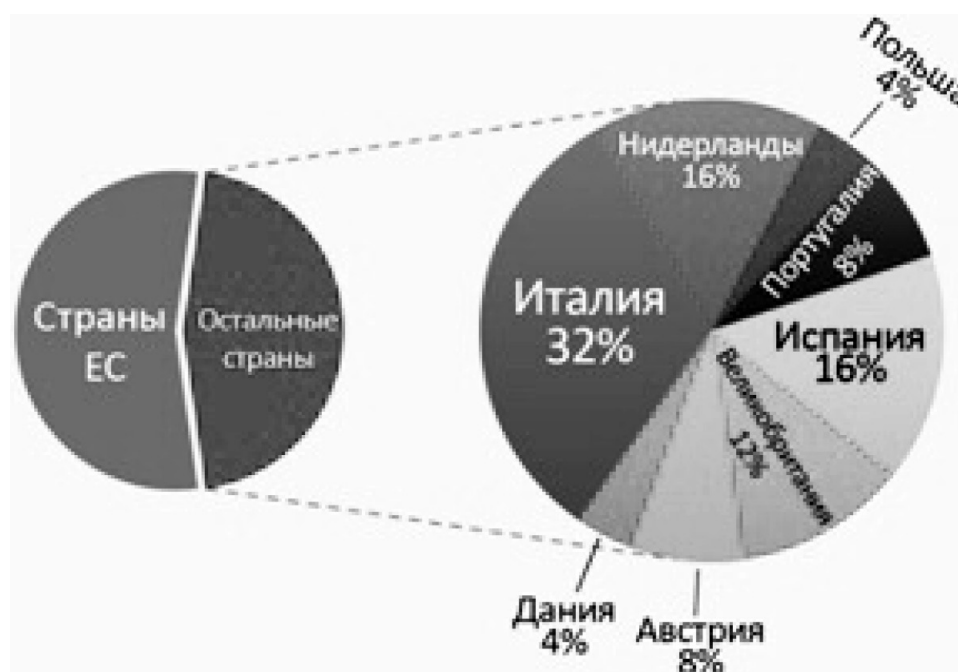 Страны
ЕС
Остальные
страны
Польша
4%
Нидерланды
16%
Португалия
8%
Италия
32%
Испания
16%
Великобритания
12%
Дания
4%
Австрия
8%